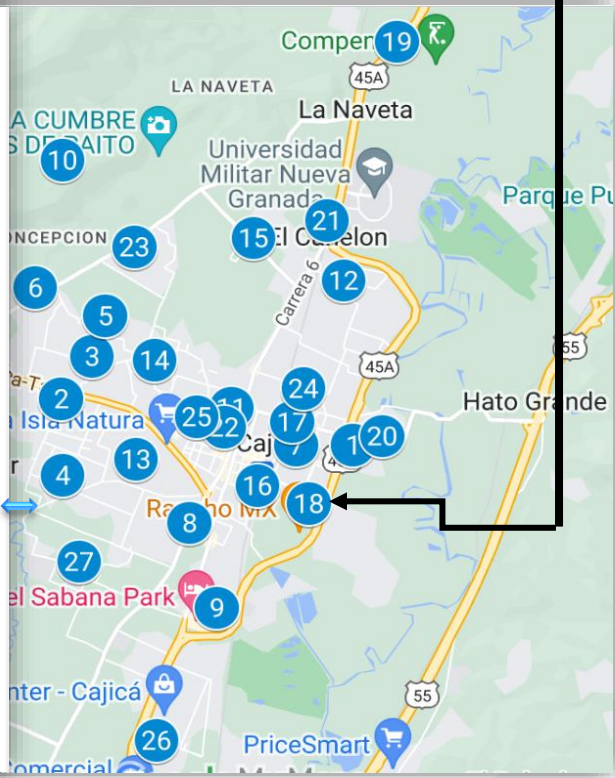 Compen
19
45A
LA NAVETA
La Naveta
A CUMBRE
10
Universidad
Militar Nueva
Granada
Parque Pu
21
15
El Canelon
ONCEPCION
23
12
6
Carrera 6
5
3
14
45A
55
24
2
Hato Grande
11
25
22
17
Isla Natura
Caj
7
1
20
13
4
16
Rancho MX
18
8
27
el Sabana Park
9
nter - Cajicá
55
26
PriceSmart
omercial